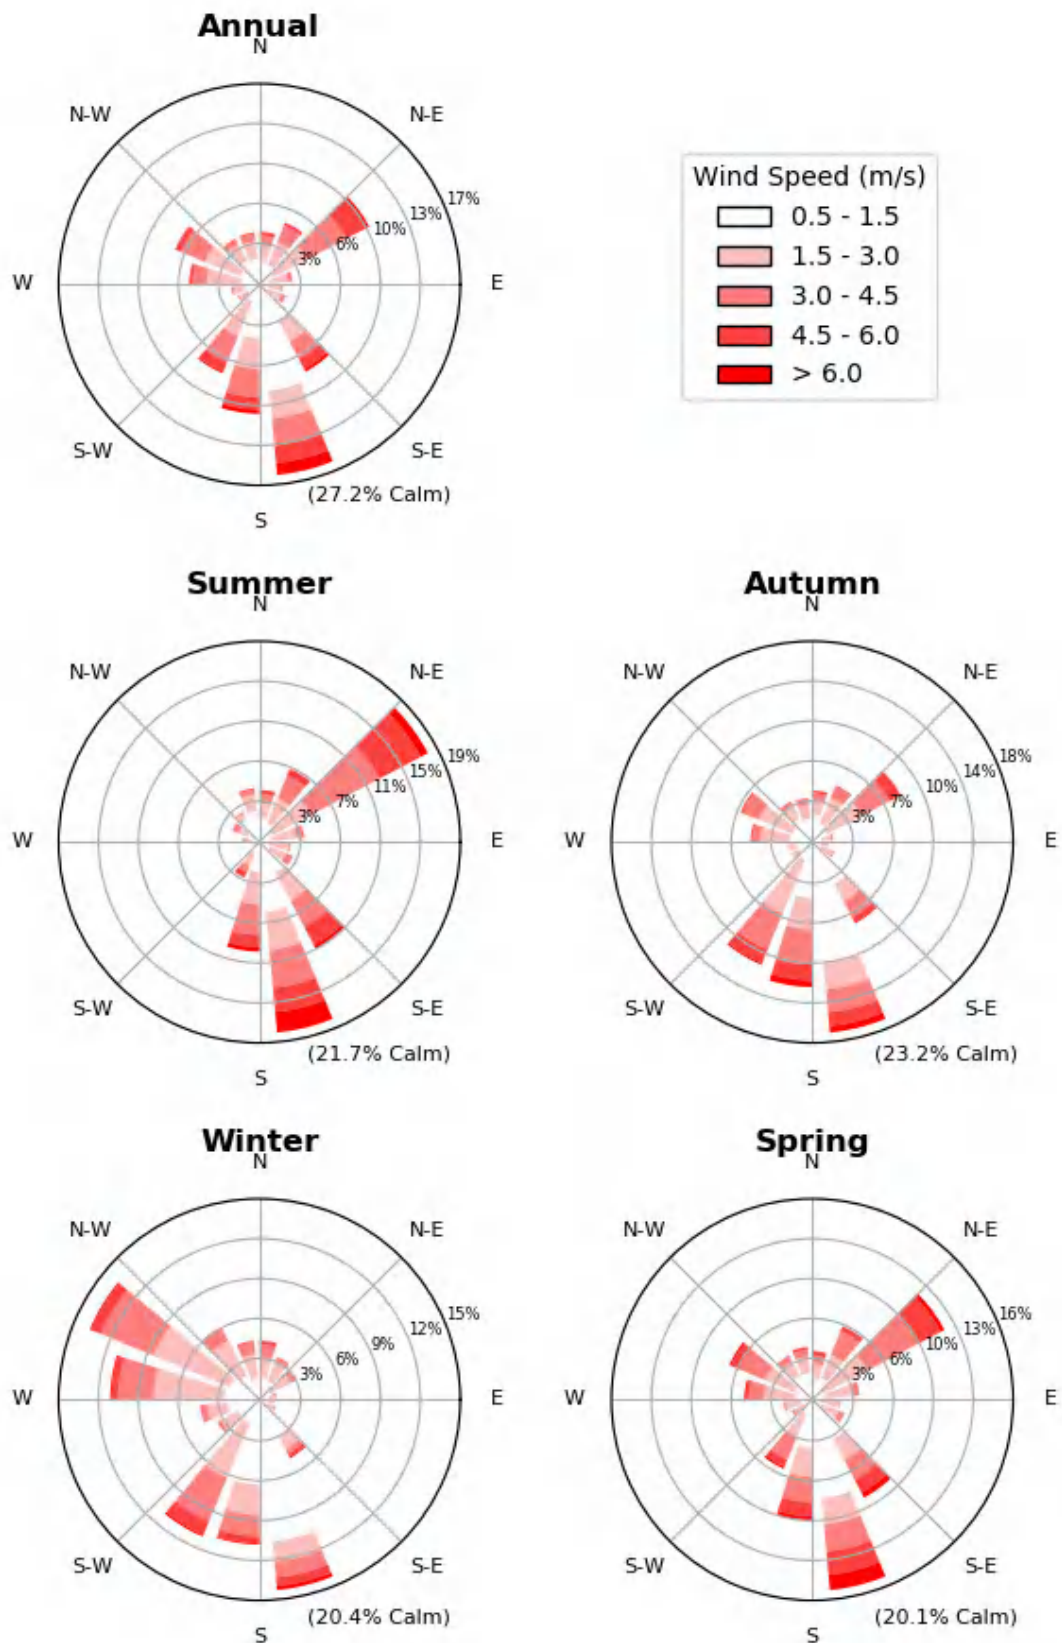 Annual
N
N-W
N-E
17%
13%
10%
6%
3%
W
E
S-W
S-E
(27.2% Calm)
S
Wind Speed (m/s)
0.5 - 1.5
1.5 - 3.0
3.0 - 4.5
4.5 - 6.0
> 6.0
Summer
N
N-W
N-E
19%
15%
11%
7%
3%
W
E
S-W
S-E
(21.7% Calm)
S
Autumn
N
N-W
N-E
18%
14%
10%
7%
3%
W
E
S-W
S-E
(23.2% Calm)
S
Winter
N
N-W
N-E
15%
12%
9%
6%
3%
W
E
S-W
S-E
(20.4% Calm)
S
Spring
N
N-W
N-E
16%
13%
10%
6%
3%
W
E
S-W
S-E
(20.1% Calm)
S